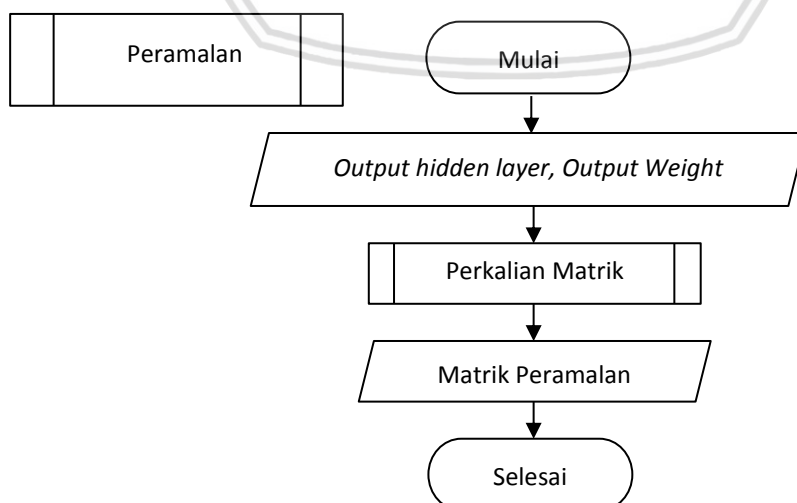 Peramalan
Mulai
Output hidden layer, Output Weight
Perkalian Matrik
Matrik Peramalan
Selesai